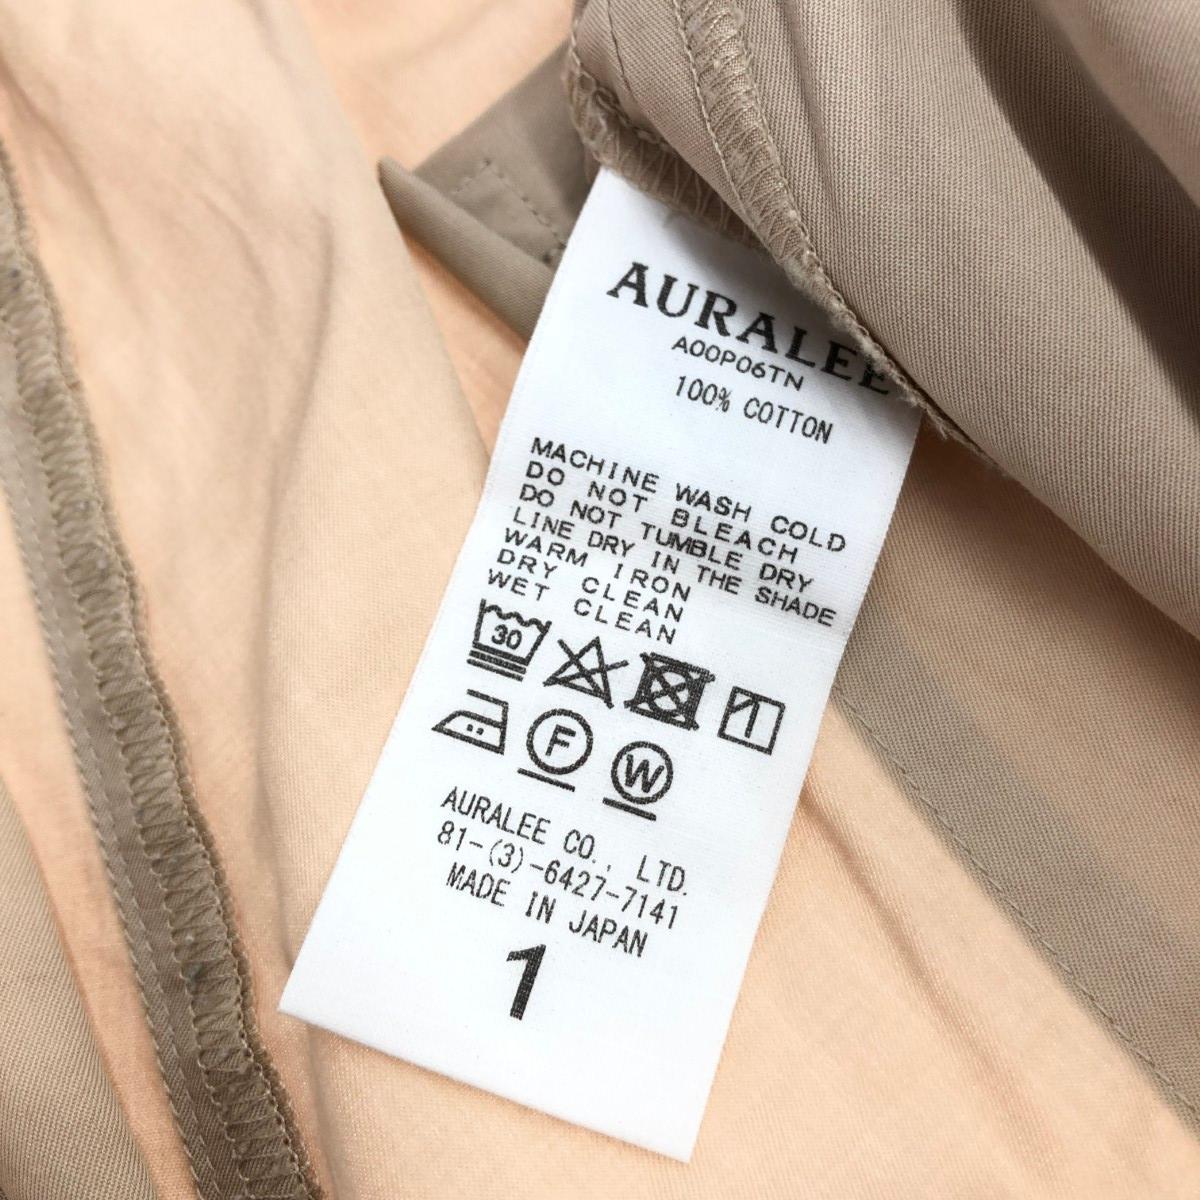 AURALEE
A00P06TN
100% COTTON
MACHINE WASH COLD
DO NOT BLEACH
DO NOT TUMBLE DRY
LINE DRY IN THE SHADE
WARM IRON
DRY CLEAN
WET CLEAN
30
F
W
AURALEE CO., LTD.
81-(3)-6427-7141
MADE IN JAPAN
1